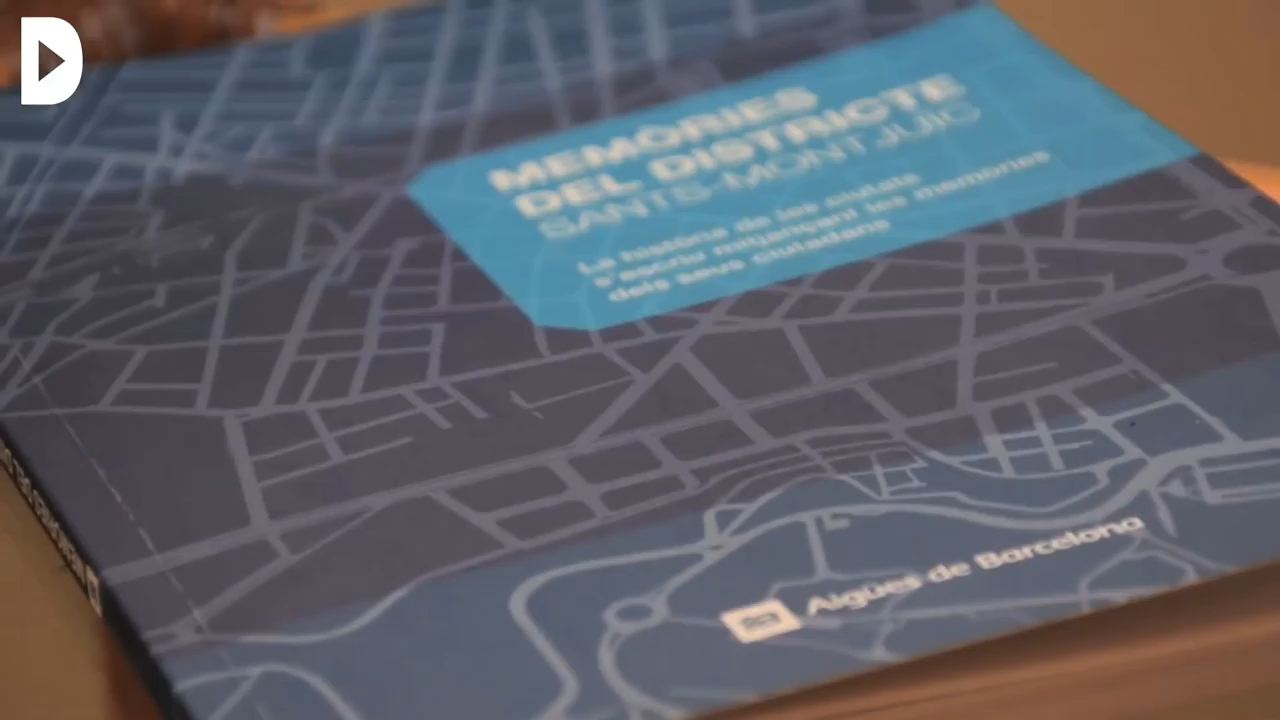 D
MEMÒRIES
DEL DISTRICTE
SANTS-MONTJUÏC
La història de les ciutats
s'escriu mitjançant les memòries
dels seus ciutadans
Aigües de Barcelona